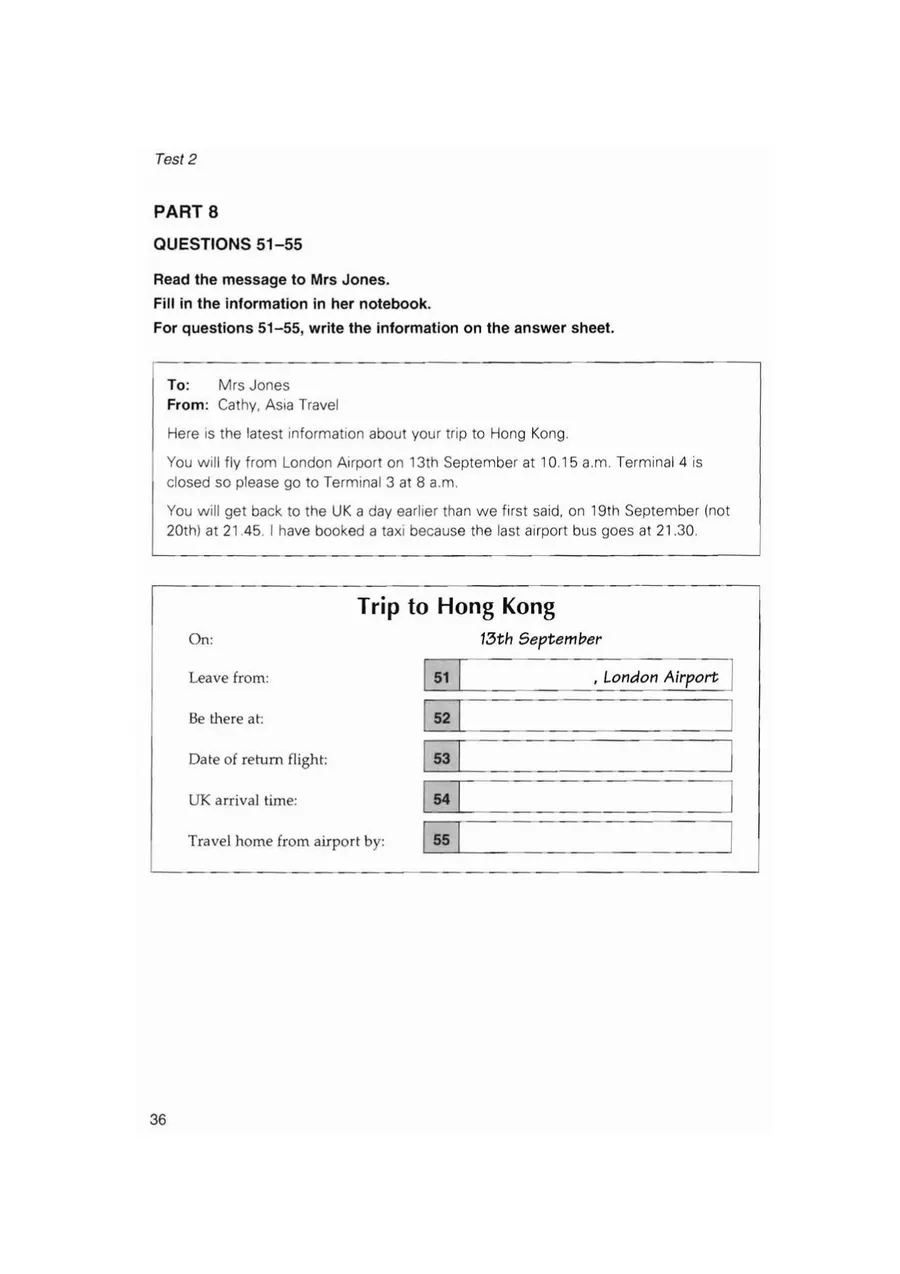 Test 2
PART 8
QUESTIONS 51–55
Read the message to Mrs Jones.
Fill in the information in her notebook.
For questions 51–55, write the information on the answer sheet.
To: Mrs Jones
From: Cathy, Asia Travel
Here is the latest information about your trip to Hong Kong.
You will fly from London Airport on 13th September at 10.15 a.m. Terminal 4 is
closed so please go to Terminal 3 at 8 a.m.
You will get back to the UK a day earlier than we first said, on 19th September (not
20th) at 21.45. I have booked a taxi because the last airport bus goes at 21.30.
Trip to Hong Kong
On: 13th September
Leave from: 51 , London Airport
Be there at: 52
Date of return flight: 53
UK arrival time: 54
Travel home from airport by: 55
36